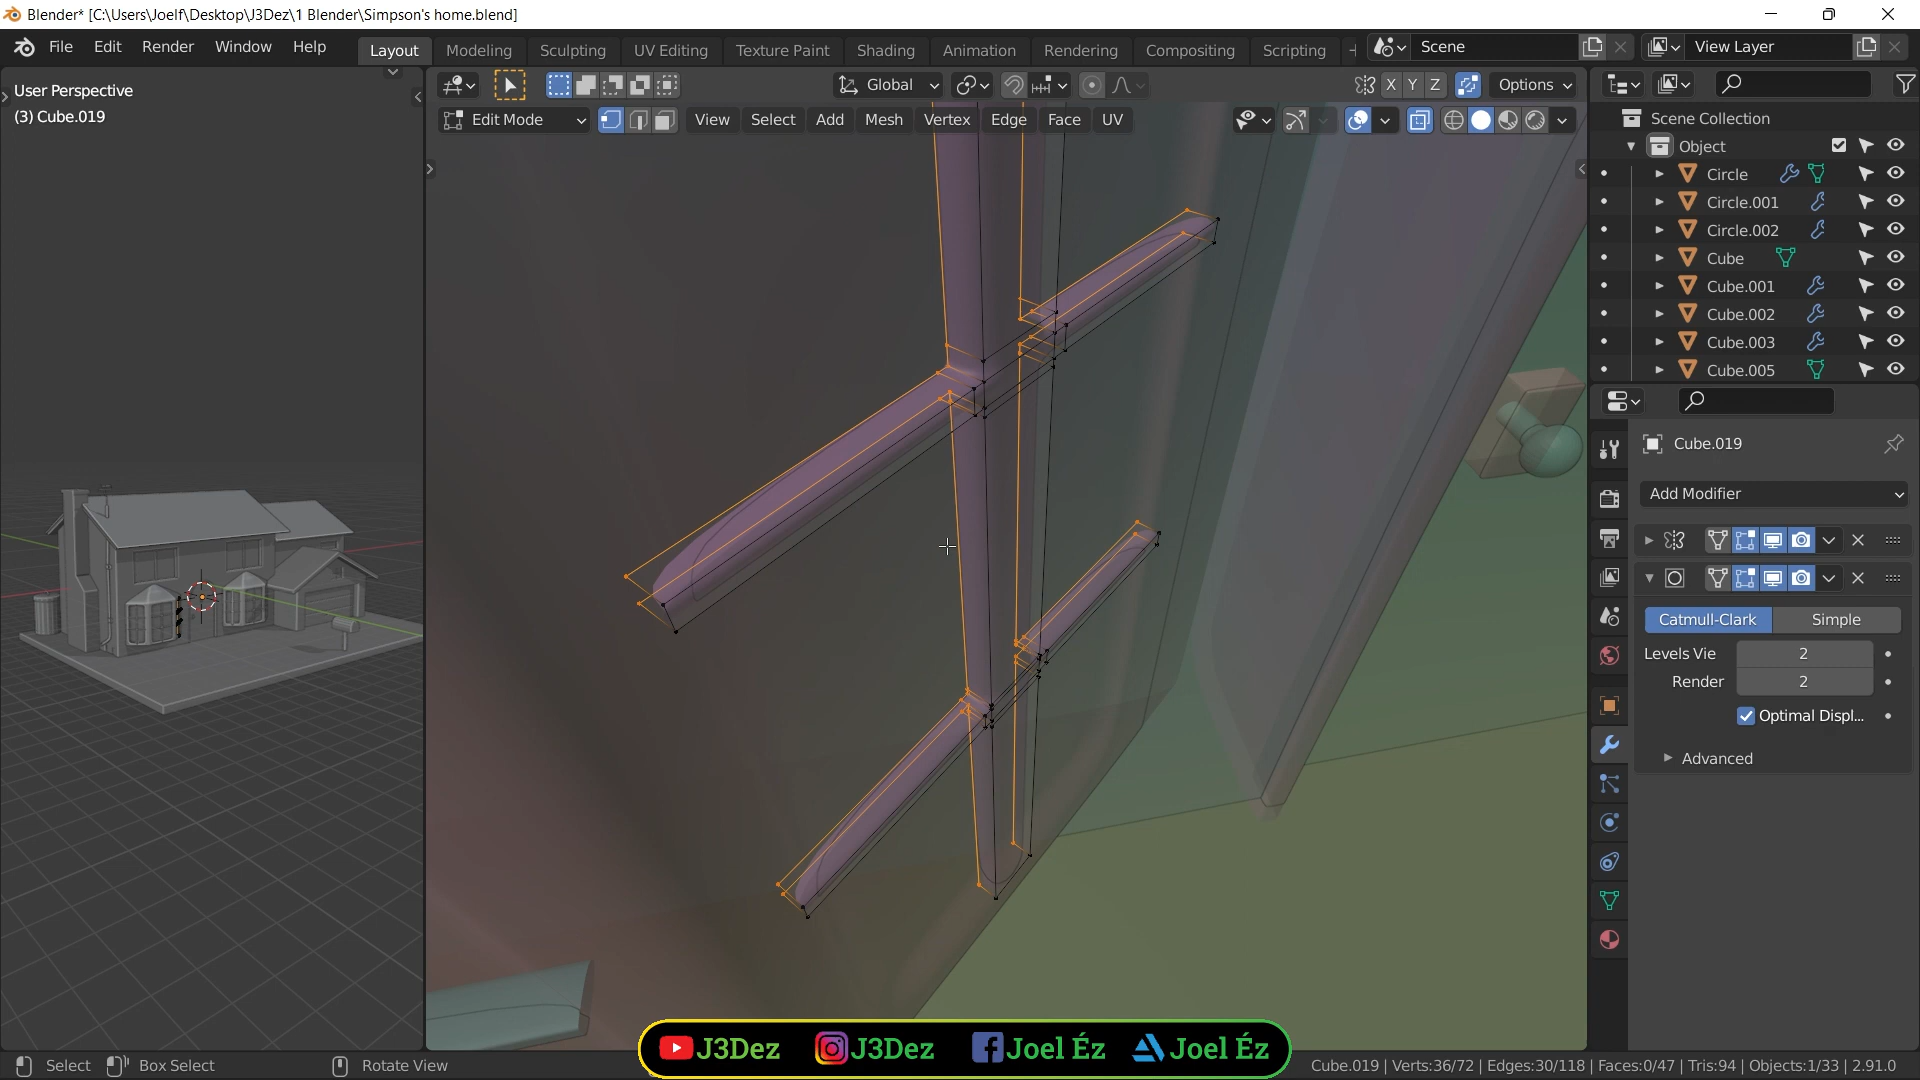 Blender* [C:\Users\Joelf\Desktop\J3Dez\1 Blender\Simpson's home.blend]
File Edit Render Window Help Layout Modeling Sculpting UV Editing Texture Paint Shading Animation Rendering Compositing Scripting Scene View Layer
User Perspective
(3) Cube.019
Global X Y Z Options
Edit Mode View Select Add Mesh Vertex Edge Face UV
Scene Collection
Object
Circle
Circle.001
Circle.002
Cube
Cube.001
Cube.002
Cube.003
Cube.005
Cube.019
Add Modifier
Catmull-Clark Simple
Levels Vie 2
Render 2
Optimal Displ...
Advanced
J3Dez J3Dez Joel Éz Joel Éz
Select Box Select Rotate View Cube.019 | Verts:36/72 | Edges:30/118 | Faces:0/47 | Tris:94 | Objects:1/33 | 2.91.0